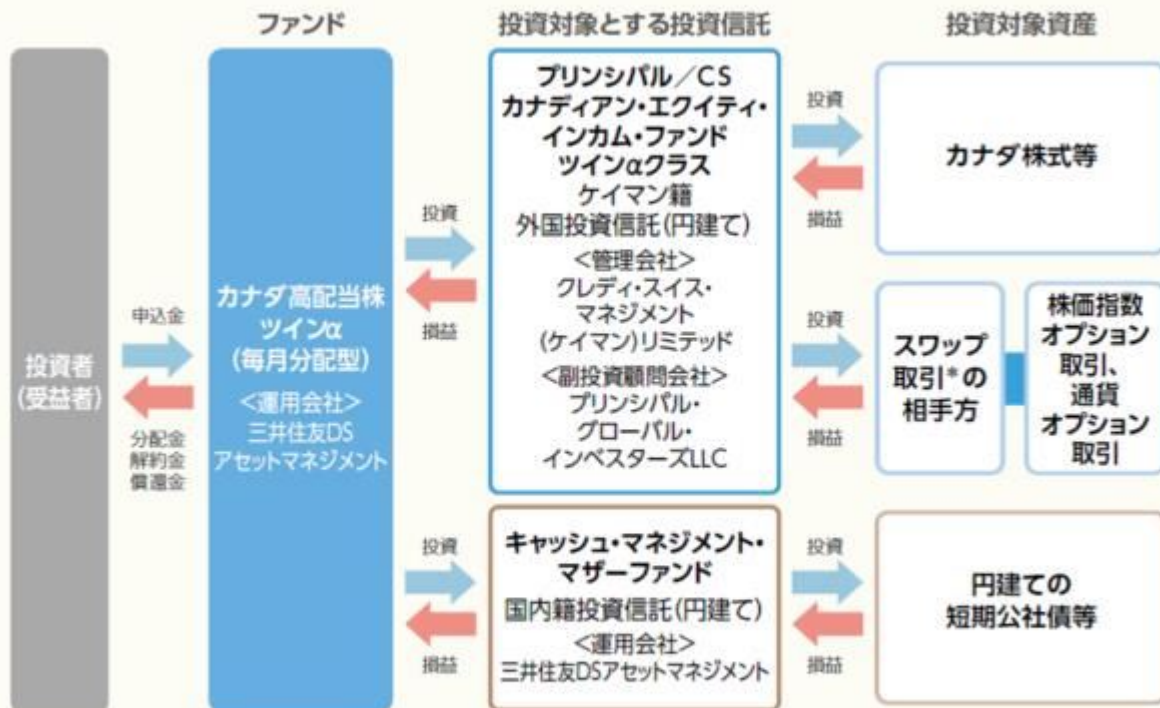 ファンド
投資対象とする投資信託
投資対象資産
投資者
(受益者)
申込金
分配金
解約金
償還金
カナダ高配当株
ツインα
(毎月分配型)
<運用会社>
三井住友DS
アセットマネジメント
投資
損益
プリンシパル/CS
カナディアン・エクイティ・
インカム・ファンド
ツインαクラス
ケイマン籍
外国投資信託(円建て)
<管理会社>
クレディ・スイス・
マネジメント
(ケイマン)リミテッド
<副投資顧問会社>
プリンシパル・
グローバル・
インベスターズLLC
投資
損益
カナダ株式等
投資
損益
スワップ
取引*の
相手方
株価指数
オプション
取引、
通貨
オプション
取引
投資
損益
キャッシュ・マネジメント・
マザーファンド
国内籍投資信託(円建て)
<運用会社>
三井住友DSアセットマネジメント
投資
損益
円建ての
短期公社債等